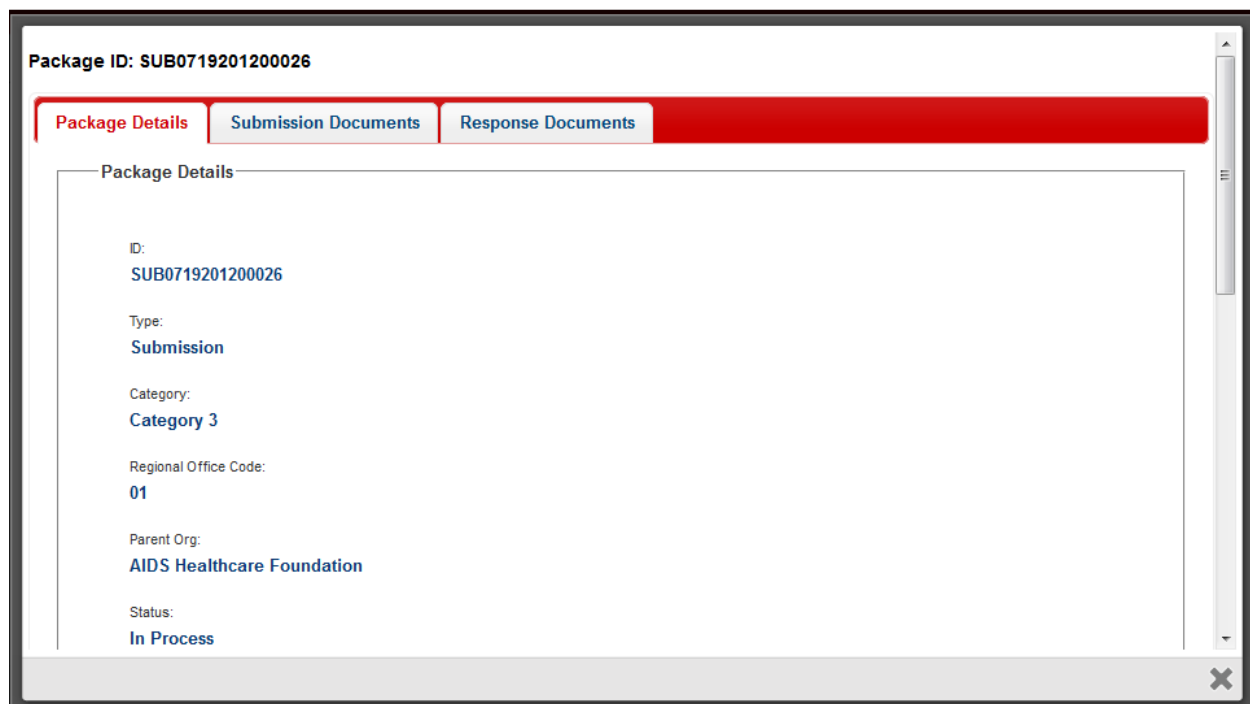 Package ID: SUB0719201200026
Package Details Submission Documents Response Documents
Package Details
ID:
SUB0719201200026
Type:
Submission
Category:
Category 3
Regional Office Code:
01
Parent Org:
AIDS Healthcare Foundation
Status:
In Process